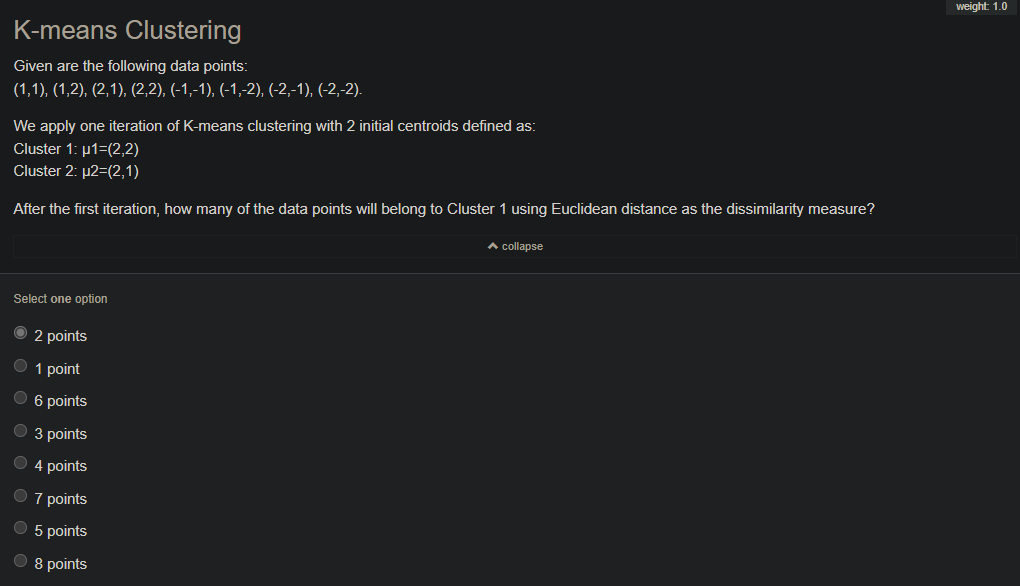 weight: 1.0
K-means Clustering
Given are the following data points:
(1,1), (1,2), (2,1), (2,2), (-1,-1), (-1,-2), (-2,-1), (-2,-2).
We apply one iteration of K-means clustering with 2 initial centroids defined as:
Cluster 1: μ1=(2,2)
Cluster 2: μ2=(2,1)
After the first iteration, how many of the data points will belong to Cluster 1 using Euclidean distance as the dissimilarity measure?
collapse
Select one option
2 points
1 point
6 points
3 points
4 points
7 points
5 points
8 points